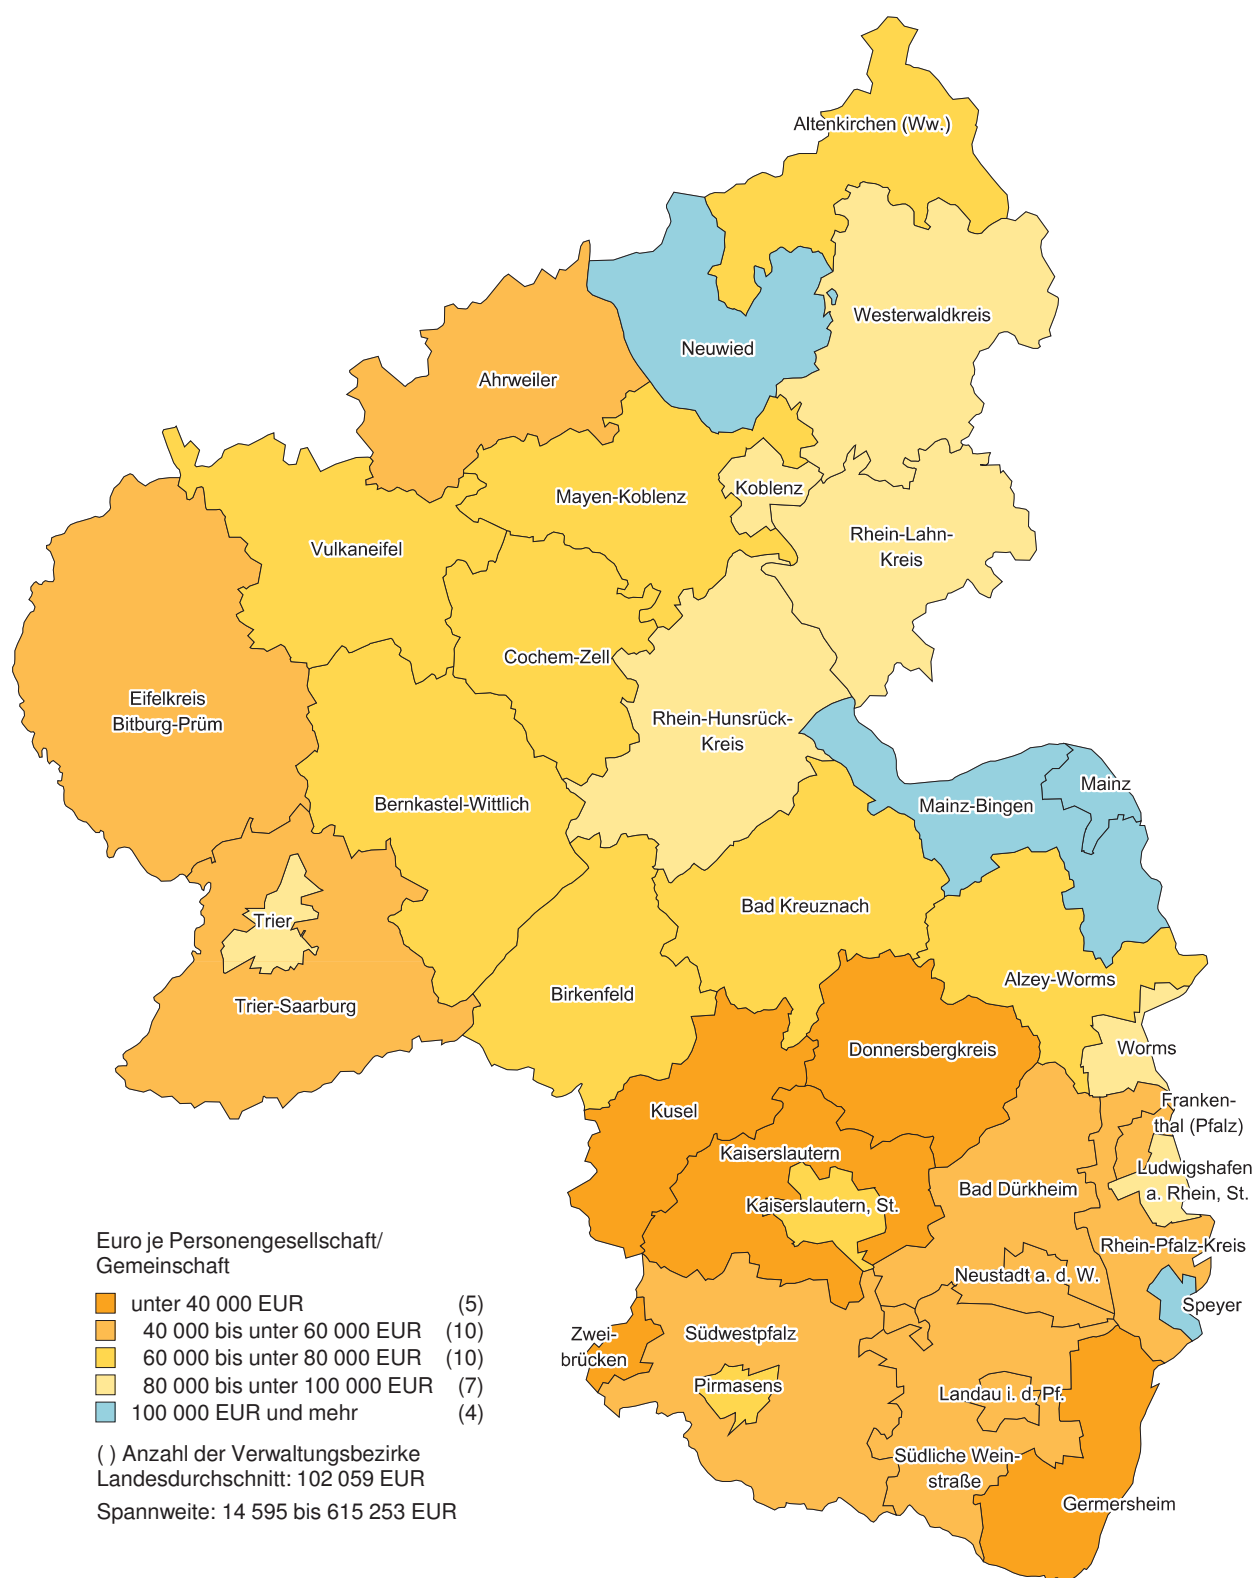 Altenkirchen (Ww.)
Westerwaldkreis
Neuwied
Ahrweiler
Mayen-Koblenz
Koblenz
Rhein-Lahn-
Kreis
Vulkaneifel
Cochem-Zell
Eifelkreis
Bitburg-Prüm
Rhein-Hunsrück-
Kreis
Bernkastel-Wittlich
Mainz
Mainz-Bingen
Bad Kreuznach
Trier
Alzey-Worms
Birkenfeld
Trier-Saarburg
Donnersbergkreis
Worms
Kusel
Franken-
thal (Pfalz)
Kaiserslautern
Ludwigshafen
a. Rhein, St.
Bad Dürkheim
Kaiserslautern, St.
Rhein-Pfalz-Kreis
Neustadt a. d. W.
Speyer
Zwei-
brücken
Südwestpfalz
Pirmasens
Landau i. d. Pf.
Südliche Wein-
straße
Germersheim
Euro je Personengesellschaft/
Gemeinschaft
unter 40 000 EUR (5)
40 000 bis unter 60 000 EUR (10)
60 000 bis unter 80 000 EUR (10)
80 000 bis unter 100 000 EUR (7)
100 000 EUR und mehr (4)
( ) Anzahl der Verwaltungsbezirke
Landesdurchschnitt: 102 059 EUR
Spannweite: 14 595 bis 615 253 EUR